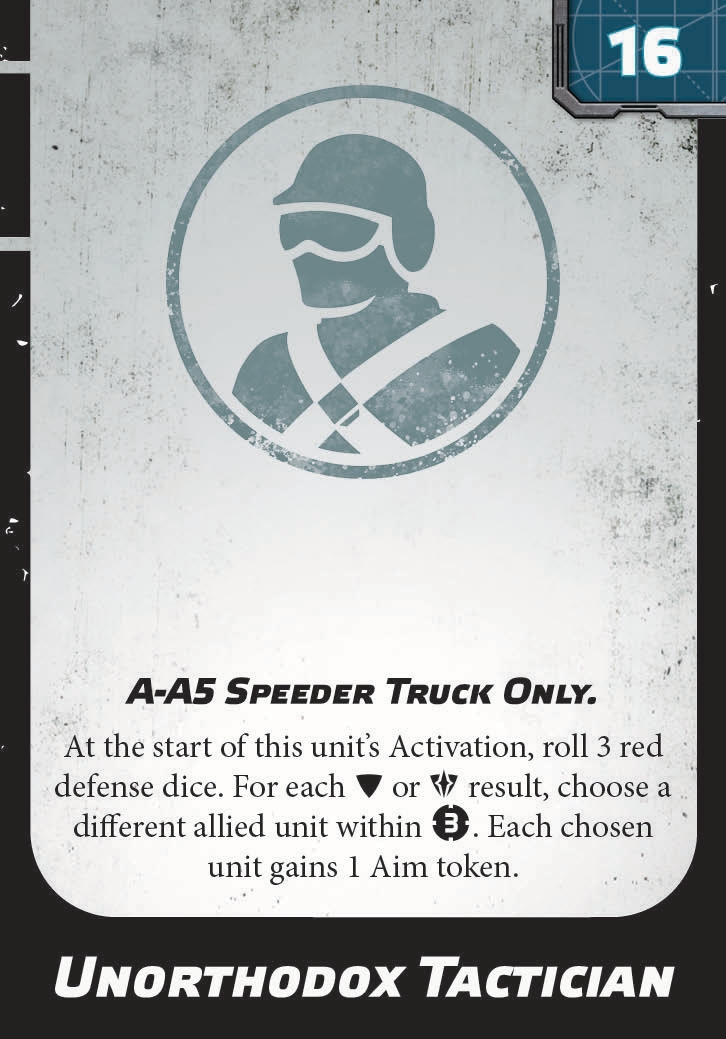 16
A-A5 Speeder Truck Only.
At the start of this unit's Activation, roll 3 red
defense dice. For each or result, choose a
different allied unit within 3. Each chosen
unit gains 1 Aim token.
Unorthodox Tactician